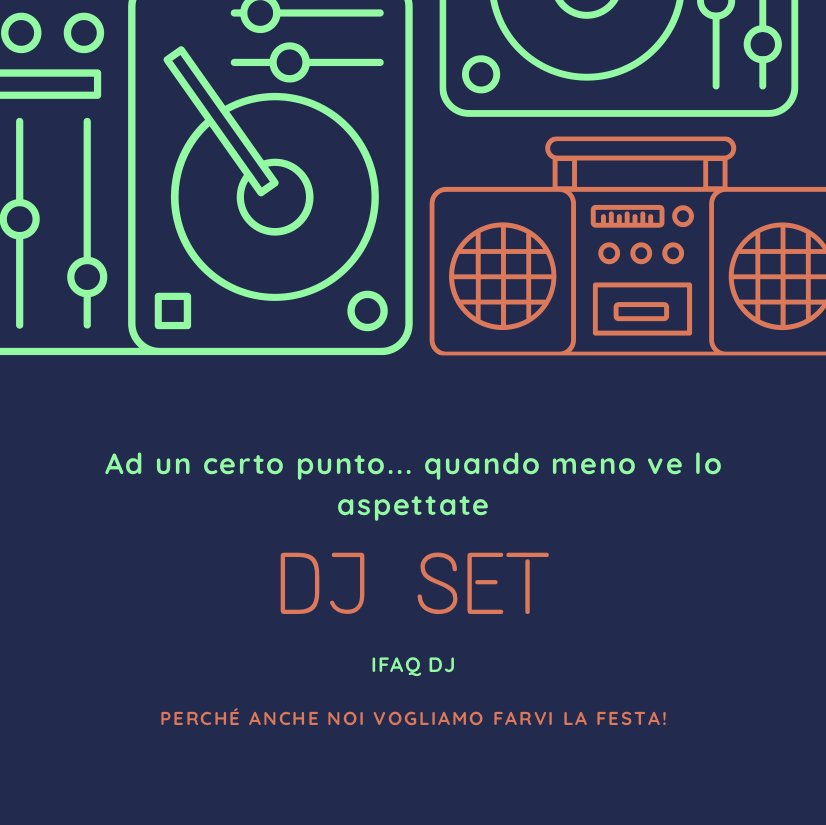 Ad un certo punto... quando meno ve lo
aspettate
DJ SET
IFAQ DJ
PERCHÉ ANCHE NOI VOGLIAMO FARVI LA FESTA!